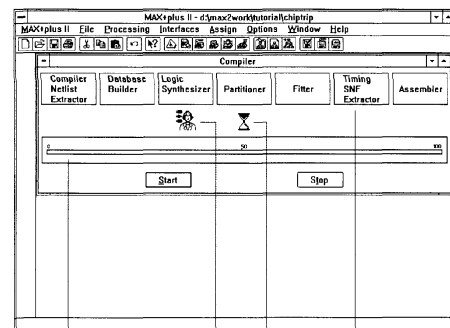 MAX+plus II - d:\max2work\tutorial\chiptrip
MAX+plus II File Processing Interfaces Assign Options Window Help
Compiler
Compiler Netlist Extractor
Database Builder
Logic Synthesizer
Partitioner
Fitter
Timing SNF Extractor
Assembler
0 50 100
Start Stop